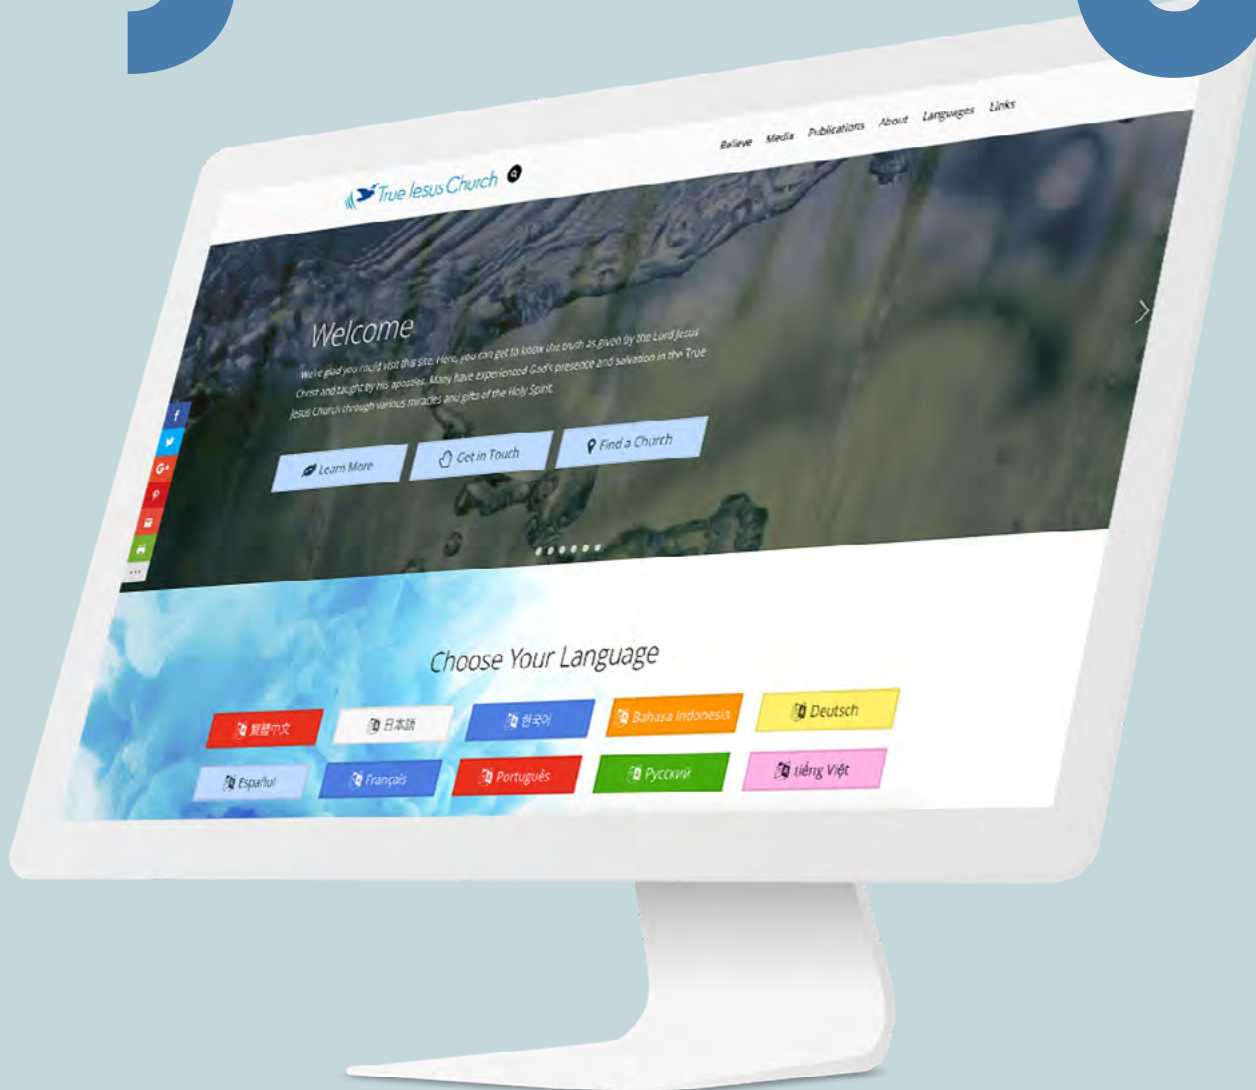 True Jesus Church
Believe Media Publications About Languages Links
Welcome
We're glad you could visit this site. Here, you can get to know the truth as given by the Lord Jesus
Christ and taught by His apostles. Many have experienced God's presence and salvation in the True
Jesus Church through various miracles and gifts of the Holy Spirit.
Learn More Get in Touch Find a Church
f
G+
Choose Your Language
繁體中文 日本語 한국어 Bahasa Indonesia Deutsch
Español Français Português Русский tiếng Việt